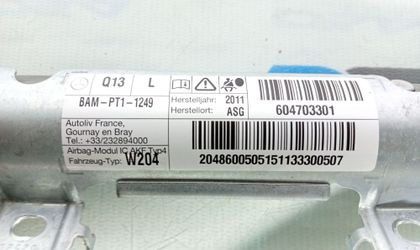 Q13 L
BAM-PT1-1249
Herstelljahr: 2011
Herstellort: ASG
604703301
Autoliv France,
Gournay en Bray
Tel.: +33/232894000
Airbag-Modul IC AKF Typ4
Fahrzeug-Typ: W204
2048600505151133300507